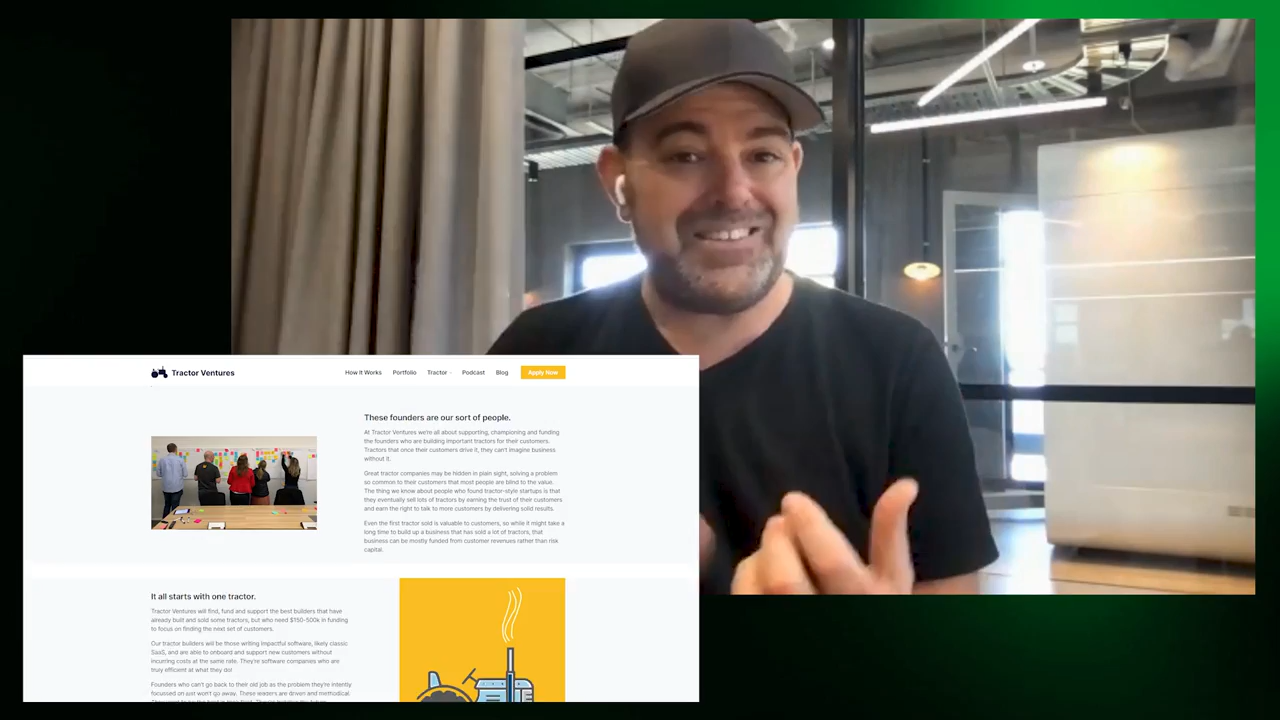 Tractor Ventures
How It Works
Portfolio
Tractor
Podcast
Blog
Apply Now
These founders are our sort of people.
At Tractor Ventures we're all about supporting, championing and funding
the founders who are building important tractors for their customers.
Tractors that once their customers drive it, they can't imagine business
without it.
Great tractor companies may be hidden in plain sight, solving a problem
so common to their customers that most people are blind to the value.
The thing we know about people who found tractor-style startups is that
they eventually sell lots of tractors by earning the trust of their customers
and earn the right to talk to more customers by delivering solid results.
Even the first tractor sold is valuable to customers, so while it might take a
long time to build up a business that has sold a lot of tractors, that
business can be mostly funded from customer revenues rather than risk
capital.
It all starts with one tractor.
Tractor Ventures will find, fund and support the best builders that have
already built and sold some tractors, but who need $150-500k in funding
to focus on finding the next set of customers.
Our tractor builders will be those writing impactful software, likely classic
SaaS, and are able to onboard and support new customers without
incurring costs at the same rate. They're software companies who are
truly efficient at what they do!
Founders who can't go back to their old job as the problem they're intently
focussed on just won't go away. These leaders are driven and methodical.